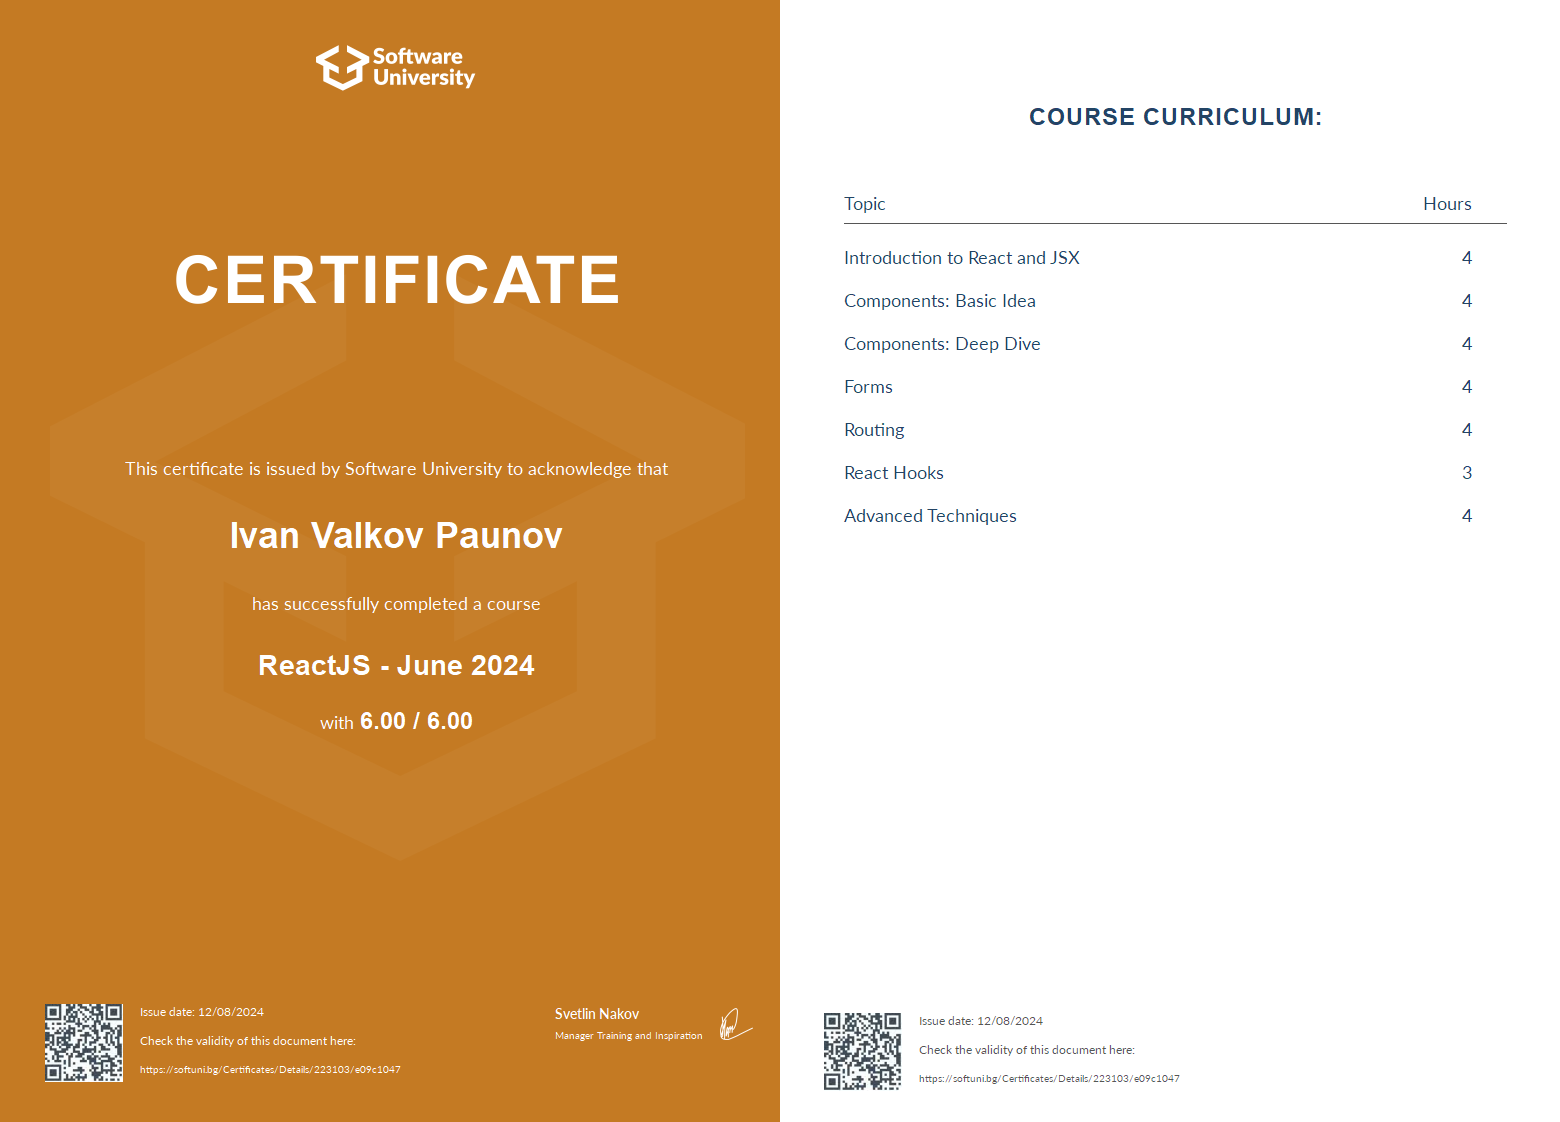 Software
University
CERTIFICATE
This certificate is issued by Software University to acknowledge that
Ivan Valkov Paunov
has successfully completed a course
ReactJS - June 2024
with 6.00 / 6.00
Issue date: 12/08/2024
Check the validity of this document here:
https://softuni.bg/Certificates/Details/223103/e09c1047
Svetlin Nakov
Manager Training and Inspiration
COURSE CURRICULUM:
Topic Hours
Introduction to React and JSX 4
Components: Basic Idea 4
Components: Deep Dive 4
Forms 4
Routing 4
React Hooks 3
Advanced Techniques 4
Issue date: 12/08/2024
Check the validity of this document here:
https://softuni.bg/Certificates/Details/223103/e09c1047